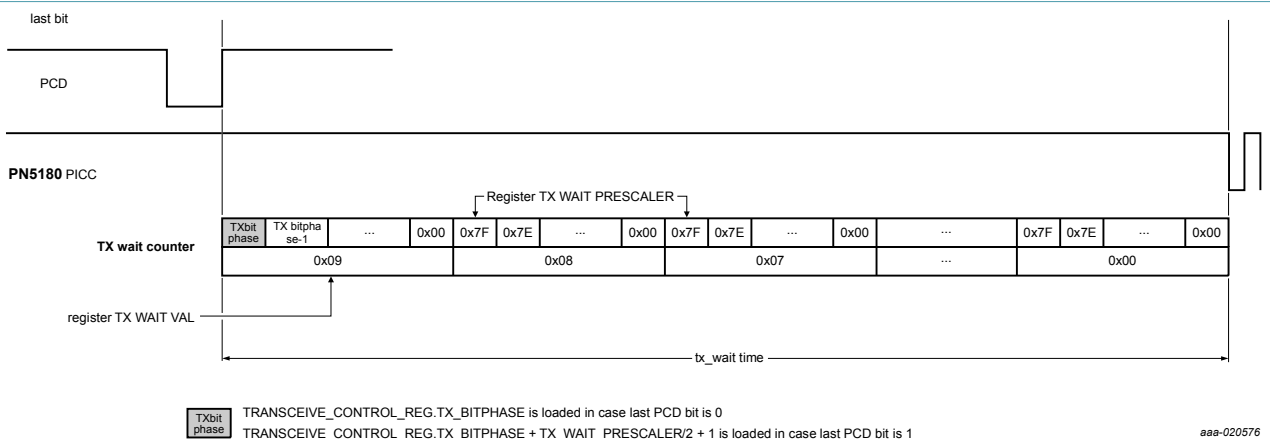 last bit
PCD
PN5180 PICC
Register TX WAIT PRESCALER
TX wait counter
TXbit phase TX bitpha se-1 ... 0x00 0x7F 0x7E ... 0x00 0x7F 0x7E ... 0x00 ... 0x7F 0x7E ... 0x00
0x09 0x08 0x07 ... 0x00
register TX WAIT VAL
tx_wait time
TXbit phase
TRANSCEIVE_CONTROL_REG.TX_BITPHASE is loaded in case last PCD bit is 0
TRANSCEIVE_CONTROL_REG.TX_BITPHASE + TX_WAIT_PRESCALER/2 + 1 is loaded in case last PCD bit is 1
aaa-020576